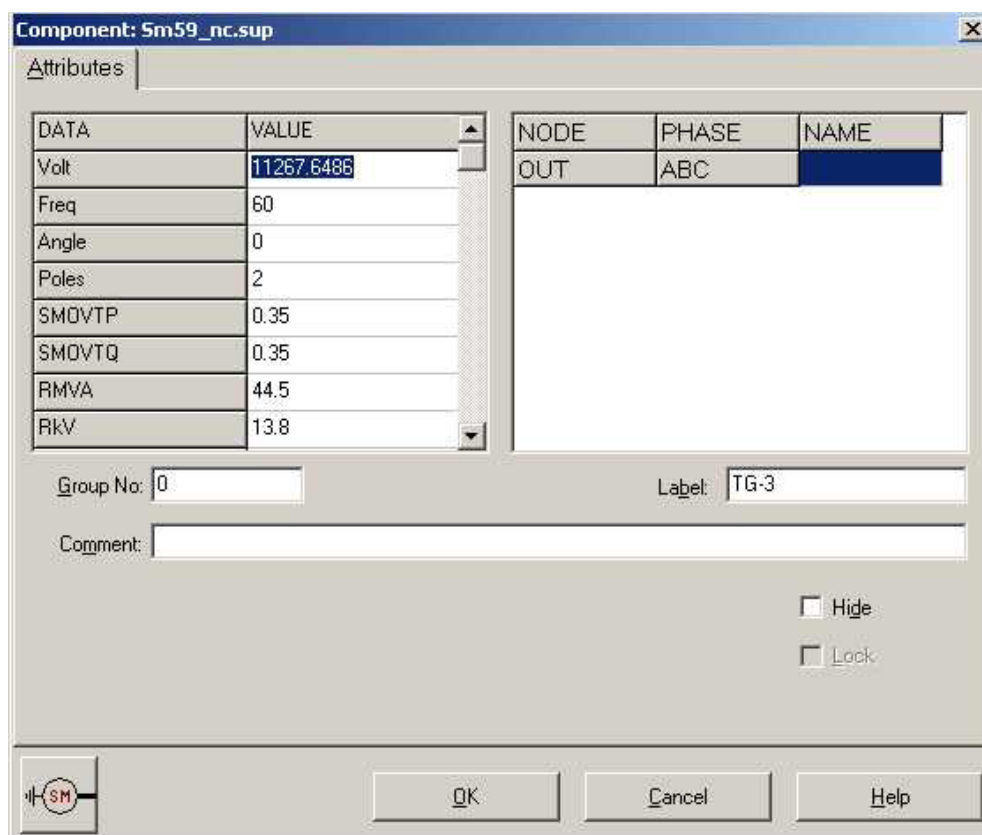 Component: Sm59_nc.sup
Attributes
DATA VALUE
Volt 11267.6486
Freq 60
Angle 0
Poles 2
SMOVTP 0.35
SMOVTQ 0.35
RMVA 44.5
RkV 13.8
NODE PHASE NAME
OUT ABC
Group No: 0
Label: TG-3
Comment:
Hide
Lock
SM
OK Cancel Help